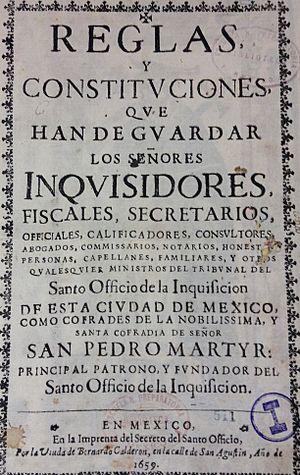 REGLAS,
Y
CONSTITVCIONES,
QVE
HAN DE GVARDAR
LOS SEÑORES
INQVISIDORES,
FISCALES, SECRETARIOS,
OFFICIALES, CALIFICADORES, CONSVLTORES,
ABOGADOS, COMMISSARIOS, NOTARIOS, HONEST
PERSONAS, CAPELLANES, FAMILIARES, Y OTROS
QVALESQVIER MINISTROS DEL TRIBVNAL DEL
Santo Officio de la Inquisicion
DE ESTA CIVDAD DE MEXICO,
COMO COFRADES DE LA NOBILISSIMA, Y
SANTA COFRADIA DE SEÑOR
SAN PEDRO MARTYR:
PRINCIPAL PATRONO, Y FVNDADOR DEL
Santo Officio de la Inquisicion.
511
I
EN MEXICO,
En la Imprenta del Secreto del Santo Officio,
Por la Viuda de Bernardo Calderon, en la calle de San Agustin, Año de
1659.